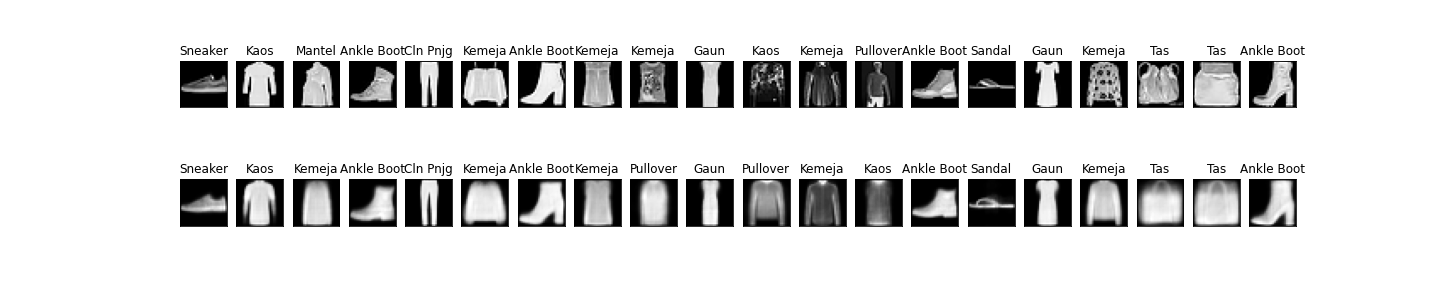 Sneaker Kaos Mantel Ankle Boot Cln Pnjg Kemeja Ankle Boot Kemeja Kemeja Gaun Kaos Kemeja Pullover Ankle Boot Sandal Gaun Kemeja Tas Tas Ankle Boot
Sneaker Kaos Kemeja Ankle Boot Cln Pnjg Kemeja Ankle Boot Kemeja Pullover Gaun Pullover Kemeja Kaos Ankle Boot Sandal Gaun Kemeja Tas Tas Ankle Boot